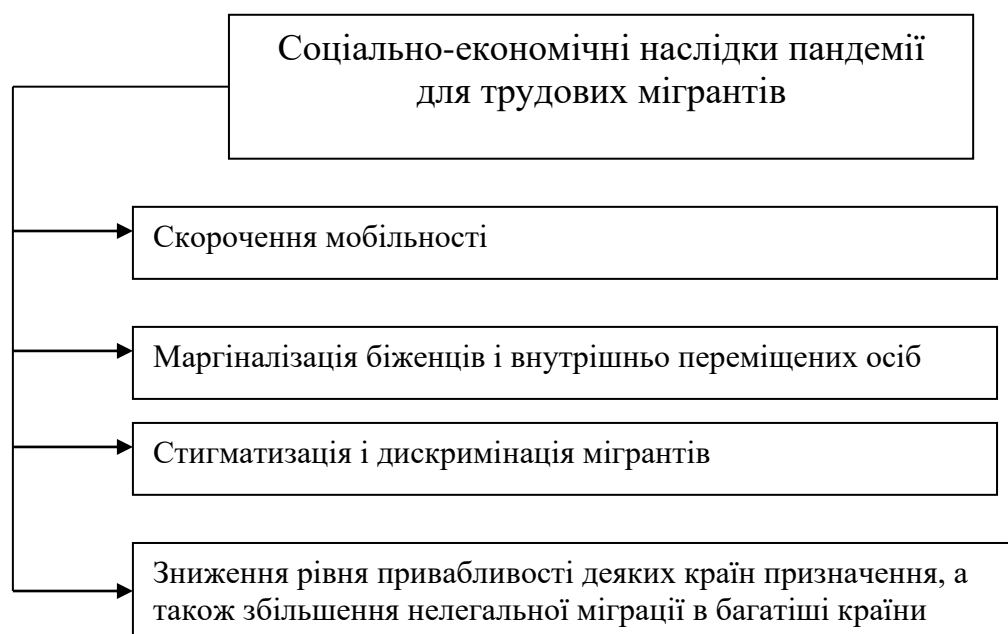 Соціально-економічні наслідки пандемії
для трудових мігрантів
Скорочення мобільності
Маргіналізація біженців і внутрішньо переміщених осіб
Стигматизація і дискримінація мігрантів
Зниження рівня привабливості деяких країн призначення, а
також збільшення нелегальної міграції в багатіші країни